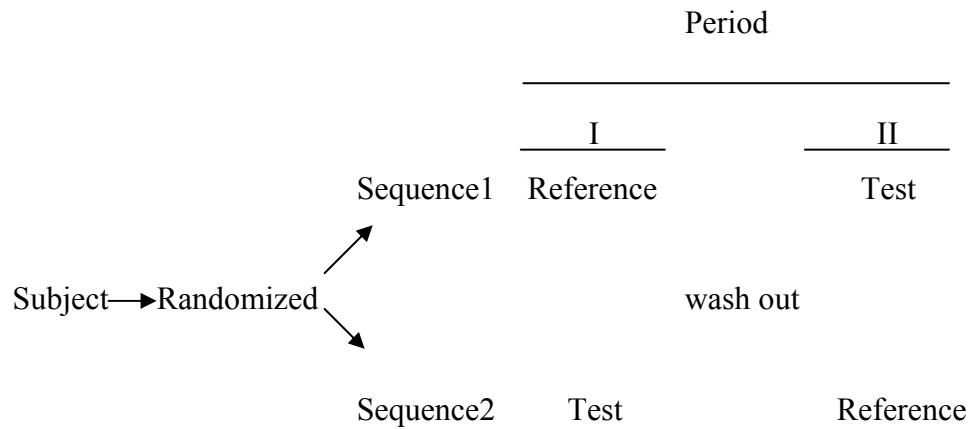 Period
I II
Sequence1 Reference Test
Subject Randomized wash out
Sequence2 Test Reference